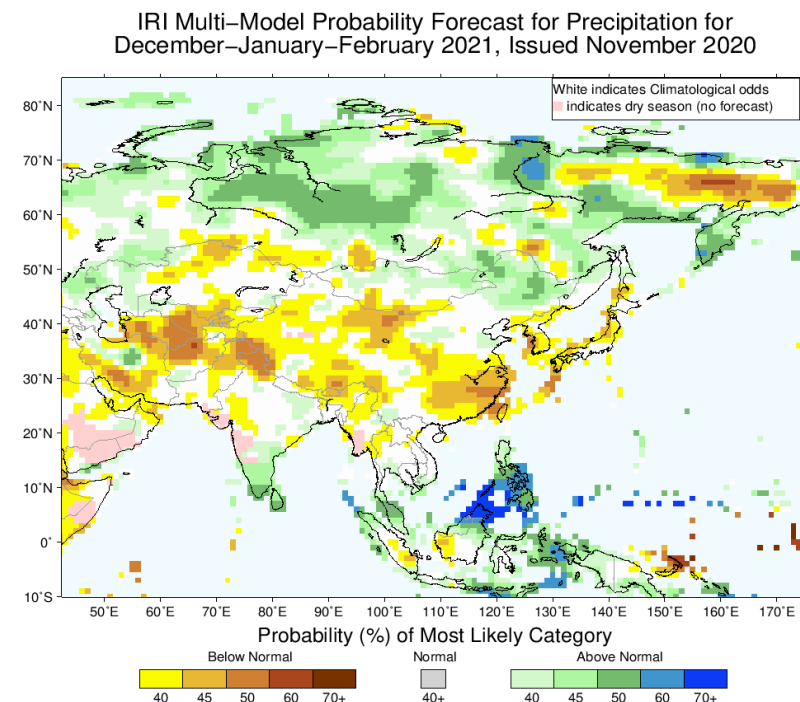 IRI Multi−Model Probability Forecast for Precipitation for
December−January−February 2021, Issued November 2020
White indicates Climatological odds
indicates dry season (no forecast)
80°N
70°N
60°N
50°N
40°N
30°N
20°N
10°N
0°
10°S
50°E 60°E 70°E 80°E 90°E 100°E 110°E 120°E 130°E 140°E 150°E 160°E 170°E
Probability (%) of Most Likely Category
Below Normal Normal Above Normal
40 45 50 60 70+ 40+ 40 45 50 60 70+